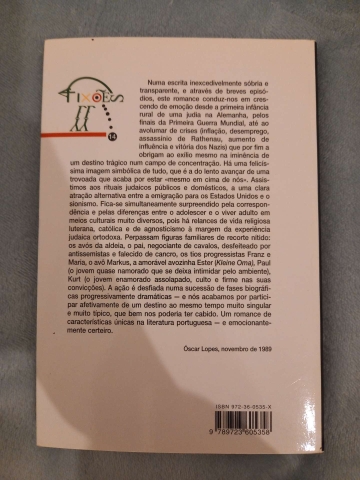 FIXÕES
14
Numa escrita inexcedivelmente sóbria e
transparente, e através de breves episó-
dios, este romance conduz-nos em cres-
cendo de emoção desde a primeira infância
rural de uma judia na Alemanha, pelos
finais da Primeira Guerra Mundial, até ao
avolumar de crises (inflação, desemprego,
assassínio de Rathenau, aumento de
influência e vitória dos Nazis) que por fim a
obrigam ao exílio mesmo na iminência de
um destino trágico num campo de concentração. Há uma felicís-
sima imagem simbólica de tudo, que é a do lento avançar de uma
trovoada que acaba por estar «mesmo em cima de nós». Assis-
timos aos rituais judaicos públicos e domésticos, a uma clara
atração alternativa entre a emigração para os Estados Unidos e o
sionismo. Fica-se simultaneamente surpreendido pela correspon-
dência e pelas diferenças entre o adolescer e o viver adulto em
meios culturais muito diversos, pois há relances de vida religiosa
luterana, católica e de agnosticismo à margem da experiência
judaica ortodoxa. Perpassam figuras familiares de recorte nítido:
os avós da aldeia, o pai, negociante de cavalos, desfeiteado por
antissemitas e falecido de cancro, os tios progressistas Franz e
Maria, o avô Markus, a amorável avozinha Ester (Kleine Oma), Paul
(o jovem quase namorado que se deixa intimidar pelo ambiente),
Kurt (o jovem enamorado assolapado, culto e firme nas suas
convicções). A ação é desfiada numa sucessão de fases biográfi-
cas progressivamente dramáticas — e nós acabamos por partici-
par afetivamente de um destino ao mesmo tempo muito singular
e muito típico, que bem nos poderia ter cabido. Um romance de
características únicas na literatura portuguesa — e emocionante-
mente certeiro.
Óscar Lopes, novembro de 1989
ISBN 972-36-0535-X
9 789723 605358